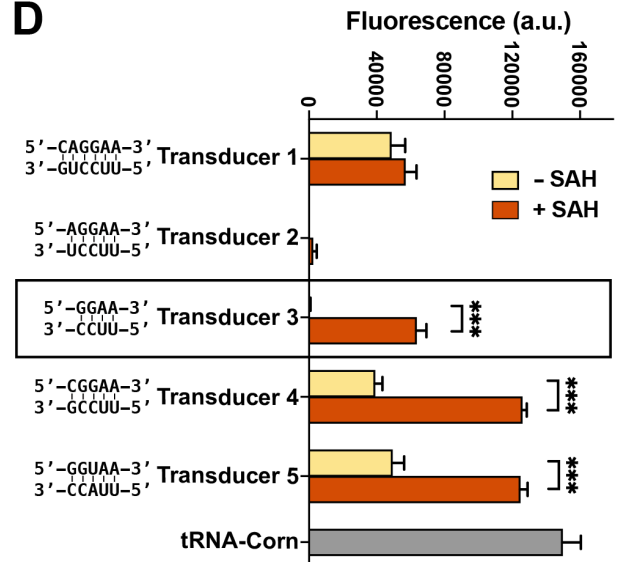 D
Fluorescence (a.u.)
0 40000 80000 120000 160000
5’-CAGGAA-3’
3’-GUCCUU-5’
Transducer 1
- SAH
+ SAH
5’-AGGAA-3’
3’-UCCUU-5’
Transducer 2
5’-GGAA-3’
3’-CCUU-5’
Transducer 3
***
5’-CGGAA-3’
3’-GCCUU-5’
Transducer 4
***
5’-GGUAA-3’
3’-CCAUU-5’
Transducer 5
***
tRNA-Corn